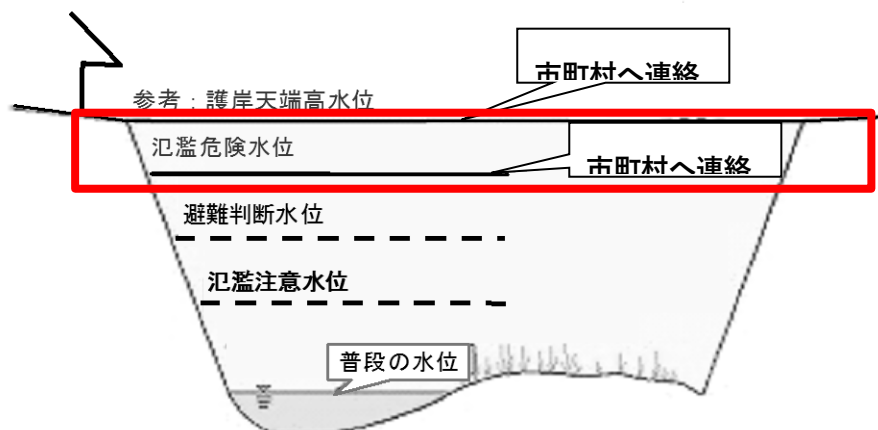 市町村へ連絡
参考：護岸天端高水位
氾濫危険水位
市町村へ連絡
避難判断水位
氾濫注意水位
普段の水位